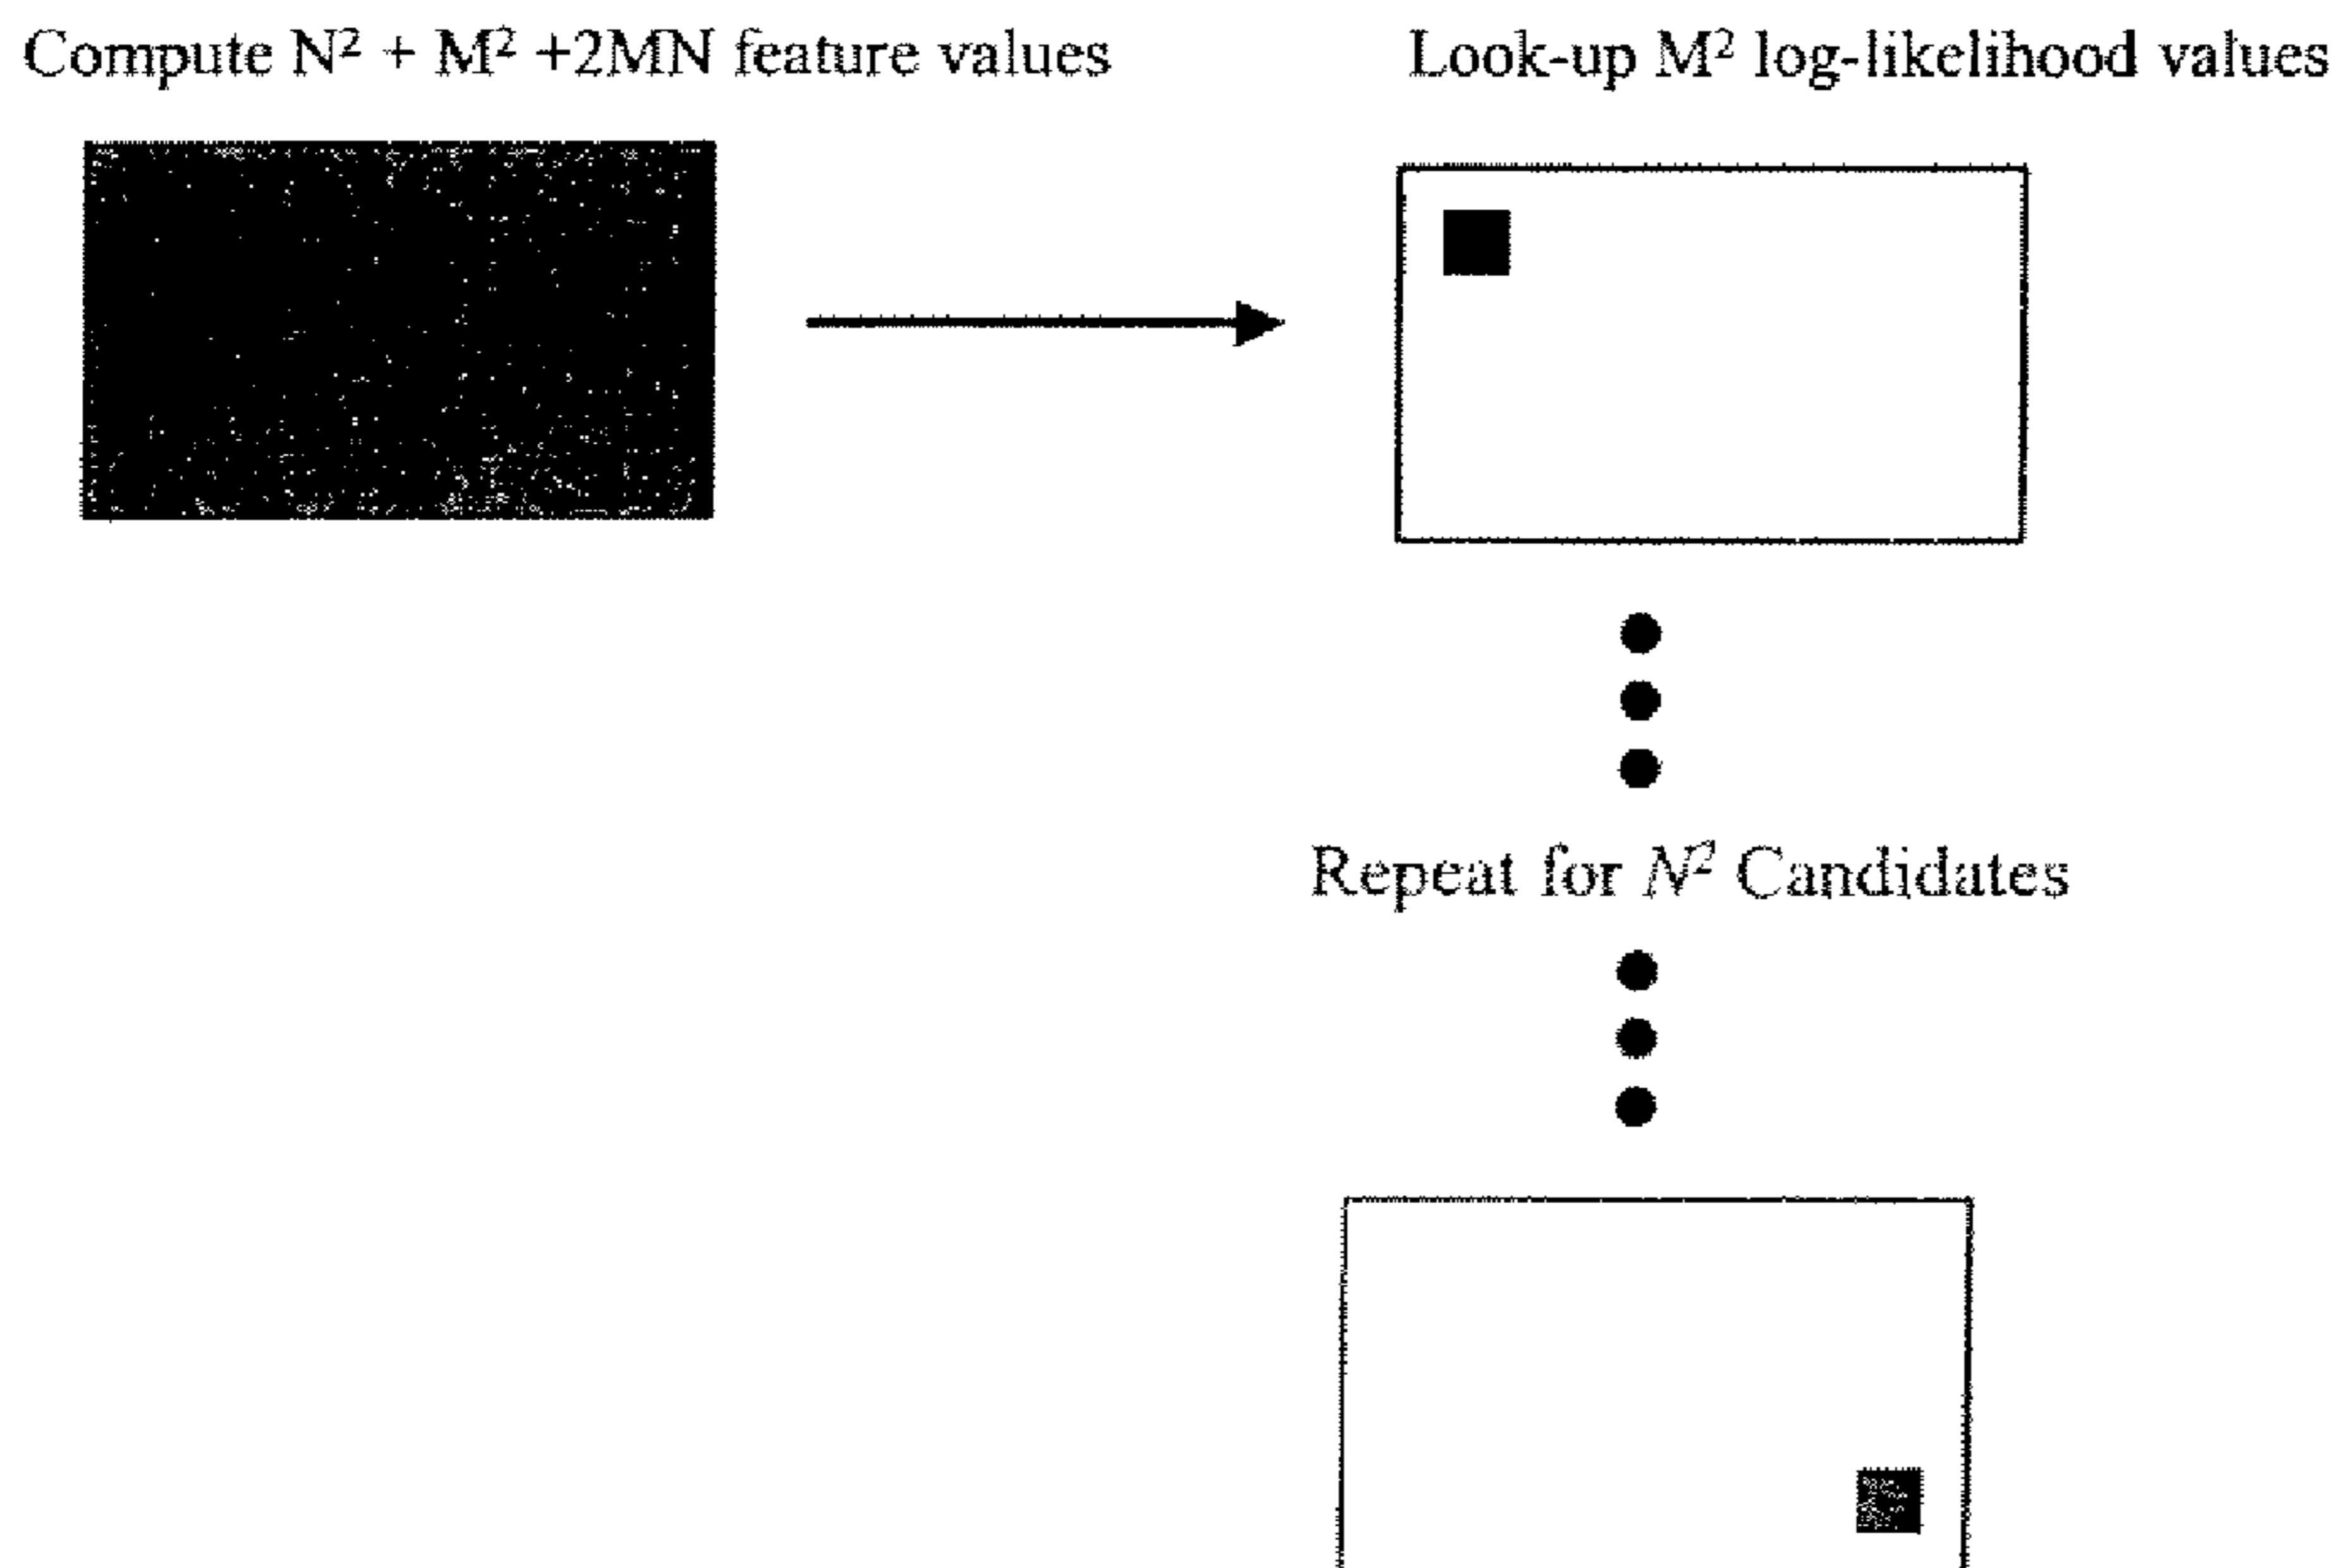 Compute N² + M² +2MN feature values
Look-up M² log-likelihood values
Repeat for N² Candidates